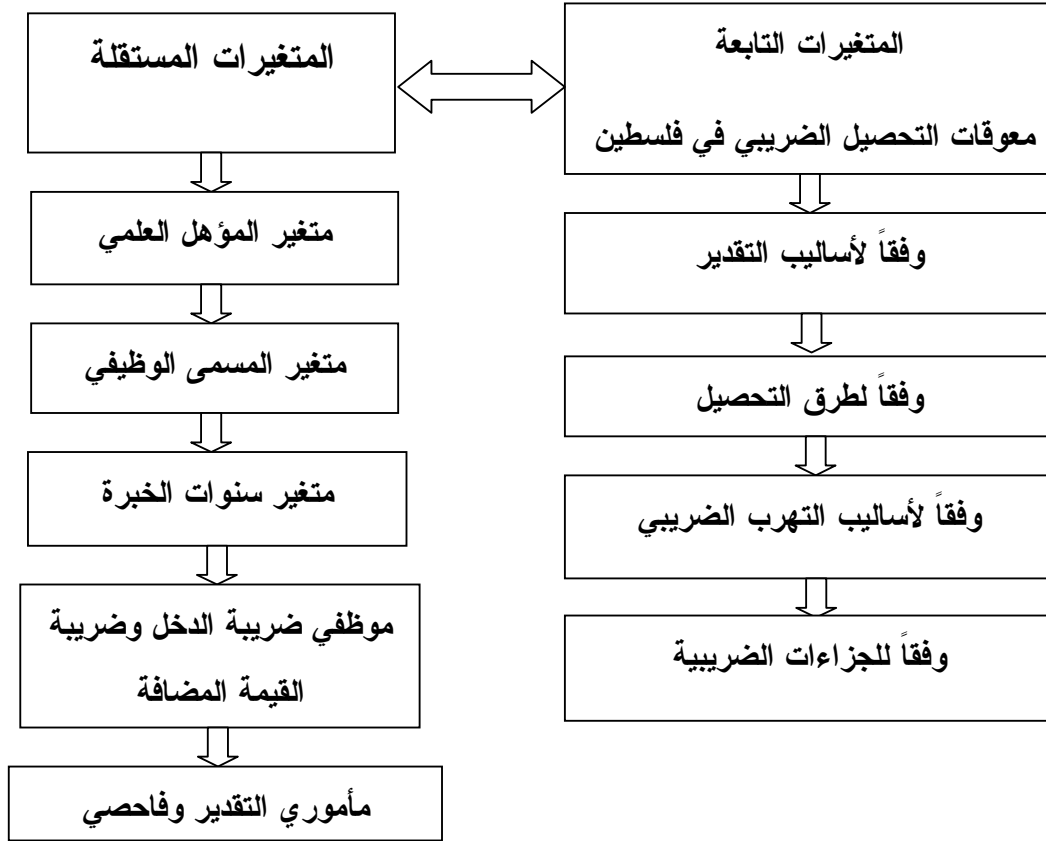 المتغيرات التابعة
معوقات التحصيل الضريبي في فلسطين
وفقاً لأساليب التقدير
وفقاً لطرق التحصيل
وفقاً لأساليب التهرب الضريبي
وفقاً للجزاءات الضريبية
المتغيرات المستقلة
متغير المؤهل العلمي
متغير المسمى الوظيفي
متغير سنوات الخبرة
موظفي ضريبة الدخل وضريبة
القيمة المضافة
مأموري التقدير وفاحصي